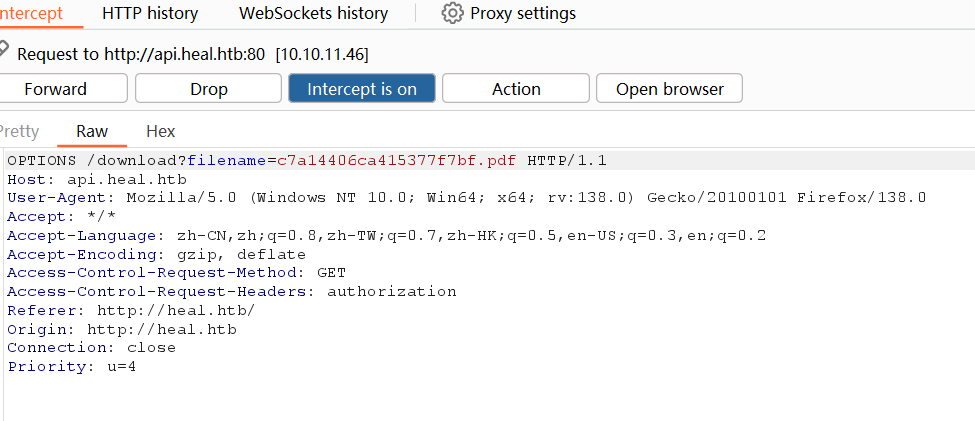 HTTP history WebSockets history Proxy settings
Request to http://api.heal.htb:80 [10.10.11.46]
Forward Drop Intercept is on Action Open browser
Raw Hex
OPTIONS /download?filename=c7a14406ca415377f7bf.pdf HTTP/1.1
Host: api.heal.htb
User-Agent: Mozilla/5.0 (Windows NT 10.0; Win64; x64; rv:138.0) Gecko/20100101 Firefox/138.0
Accept: */*
Accept-Language: zh-CN,zh;q=0.8,zh-TW;q=0.7,zh-HK;q=0.5,en-US;q=0.3,en;q=0.2
Accept-Encoding: gzip, deflate
Access-Control-Request-Method: GET
Access-Control-Request-Headers: authorization
Referer: http://heal.htb/
Origin: http://heal.htb
Connection: close
Priority: u=4